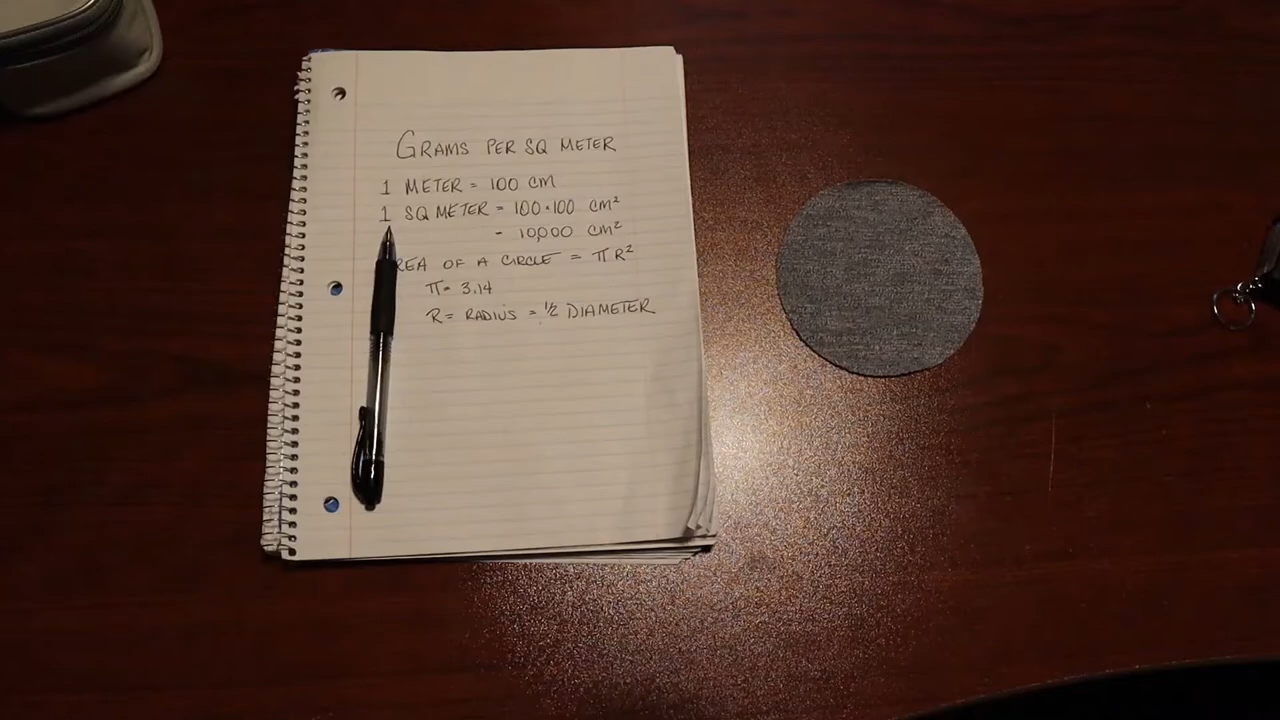 GRAMS PER SQ METER
1 METER = 100 CM
1 SQ METER = 100·100 CM²
= 10,000 CM²
REA OF A CIRCLE = π R²
π = 3.14
R = RADIUS = ½ DIAMETER